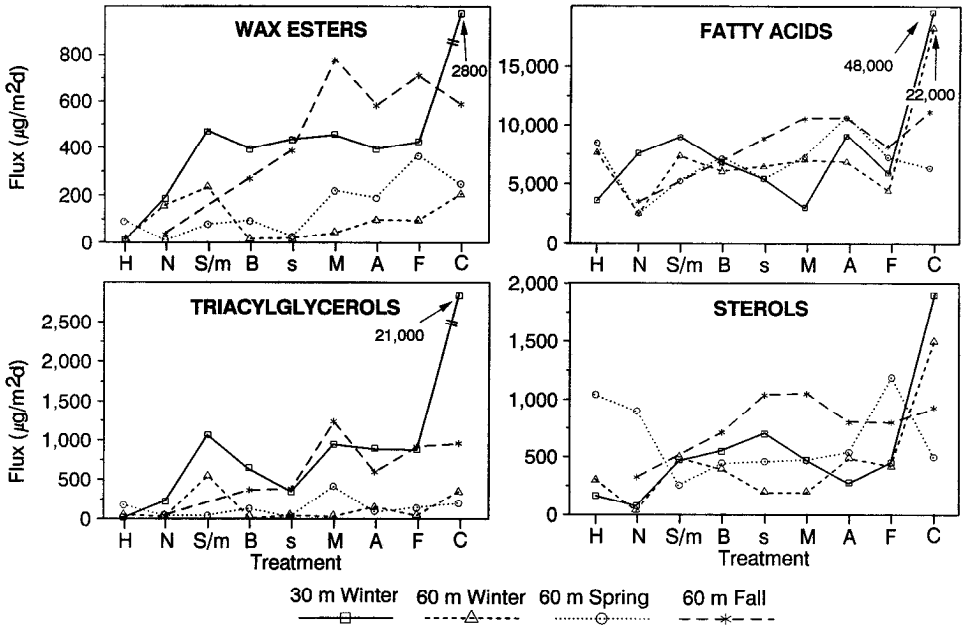 WAX ESTERS
Flux (µg/m2d)
800
600
400
200
0
2800
H N S/m B s M A F C
FATTY ACIDS
15,000
10,000
5,000
0
48,000
22,000
H N S/m B s M A F C
TRIACYLGLYCEROLS
Flux (µg/m2d)
2,500
2,000
1,500
1,000
500
0
21,000
H N S/m B s M A F C
Treatment
STEROLS
2,000
1,500
1,000
500
0
H N S/m B s M A F C
Treatment
30 m Winter 60 m Winter 60 m Spring 60 m Fall